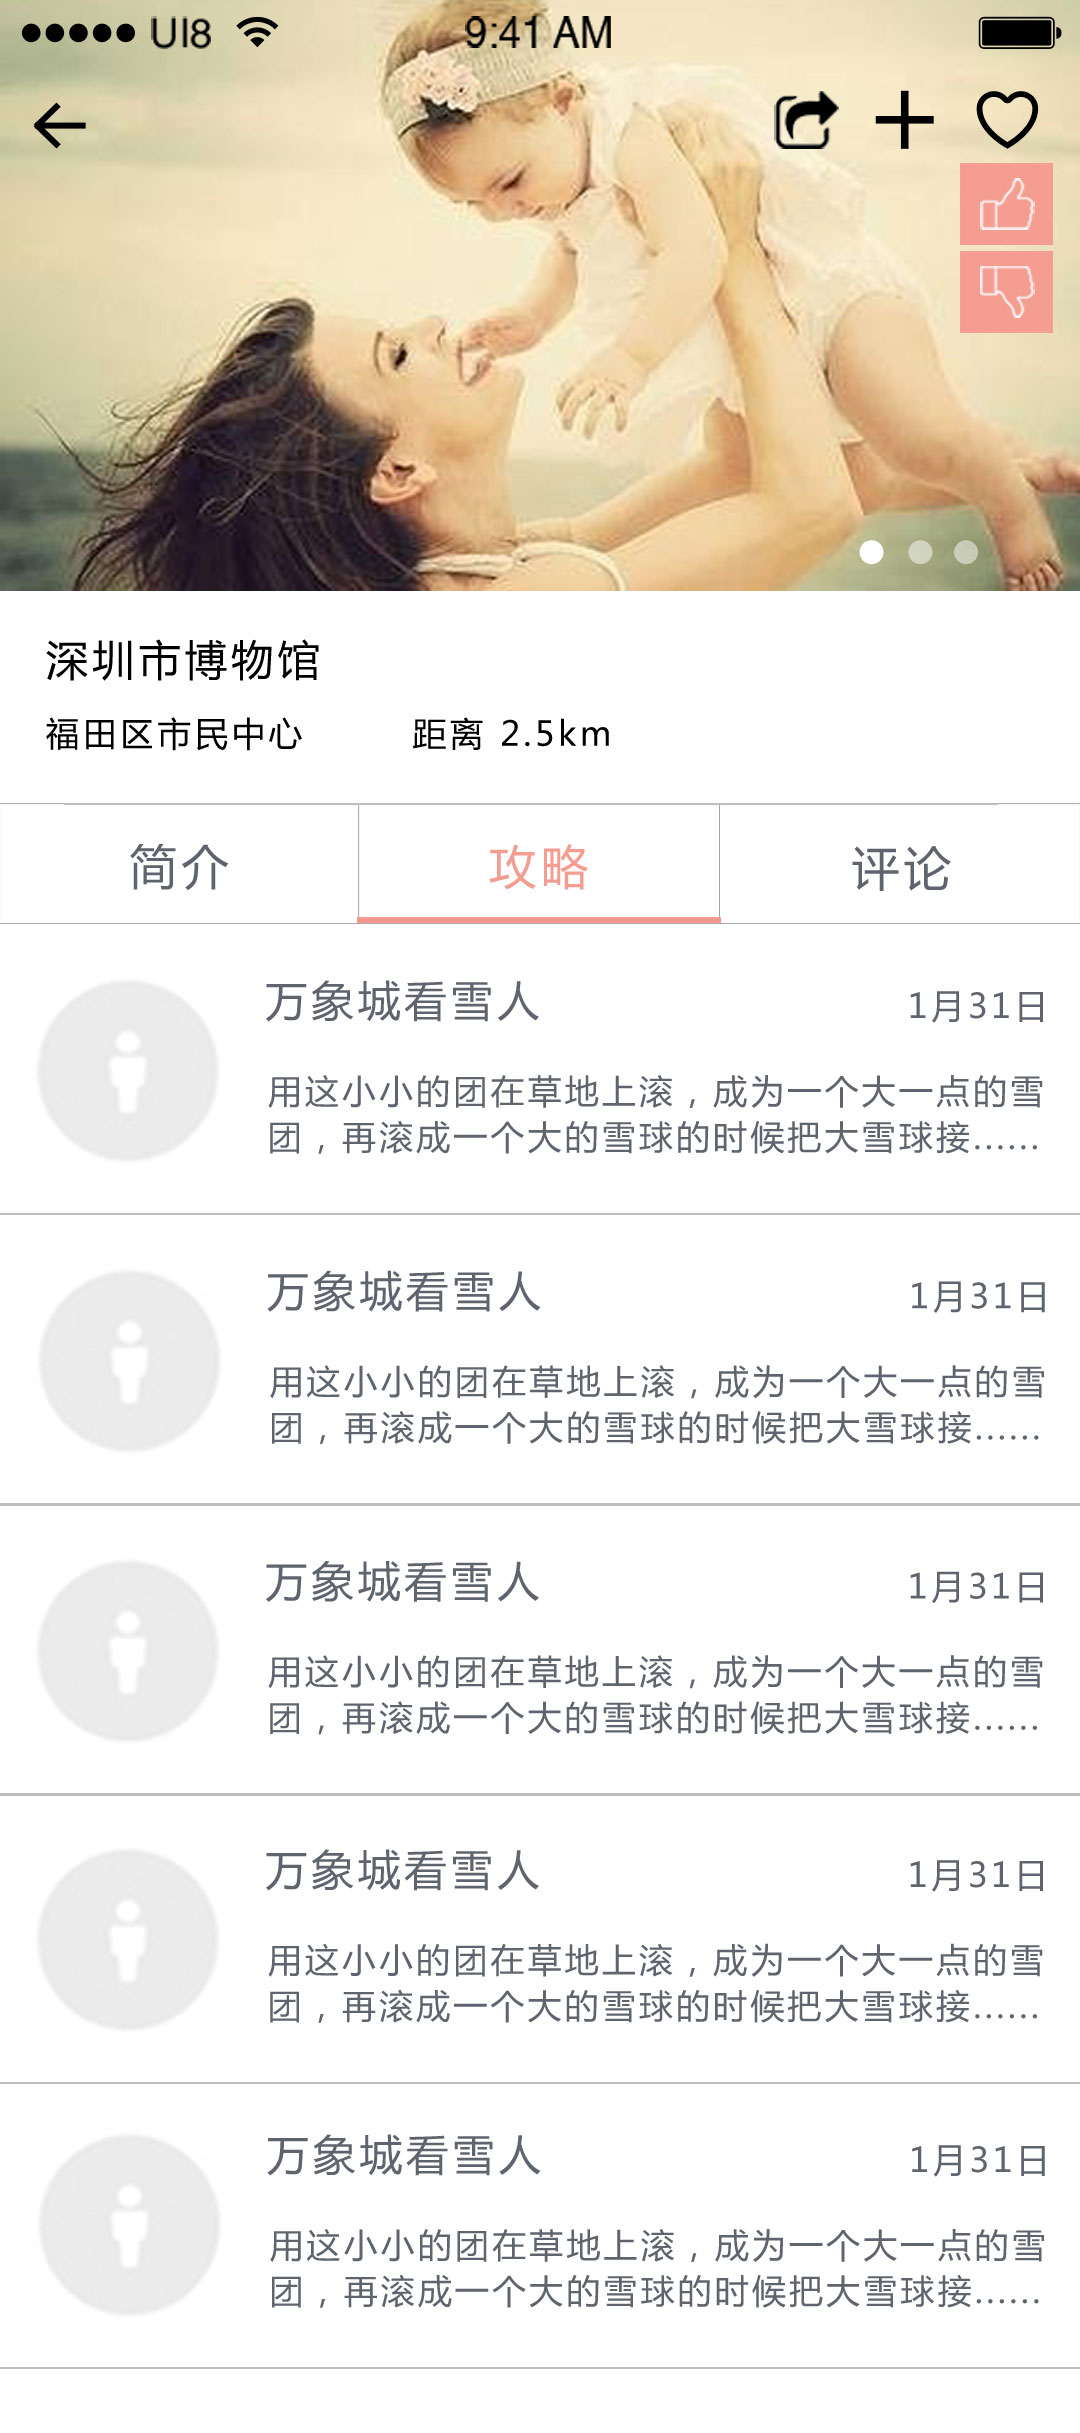 UI8
9:41 AM
深圳市博物馆
福田区市民中心 距离 2.5km
简介 攻略 评论
万象城看雪人 1月31日
用这小小的团在草地上滚，成为一个大一点的雪
团，再滚成一个大的雪球的时候把大雪球接......
万象城看雪人 1月31日
用这小小的团在草地上滚，成为一个大一点的雪
团，再滚成一个大的雪球的时候把大雪球接......
万象城看雪人 1月31日
用这小小的团在草地上滚，成为一个大一点的雪
团，再滚成一个大的雪球的时候把大雪球接......
万象城看雪人 1月31日
用这小小的团在草地上滚，成为一个大一点的雪
团，再滚成一个大的雪球的时候把大雪球接......
万象城看雪人 1月31日
用这小小的团在草地上滚，成为一个大一点的雪
团，再滚成一个大的雪球的时候把大雪球接......